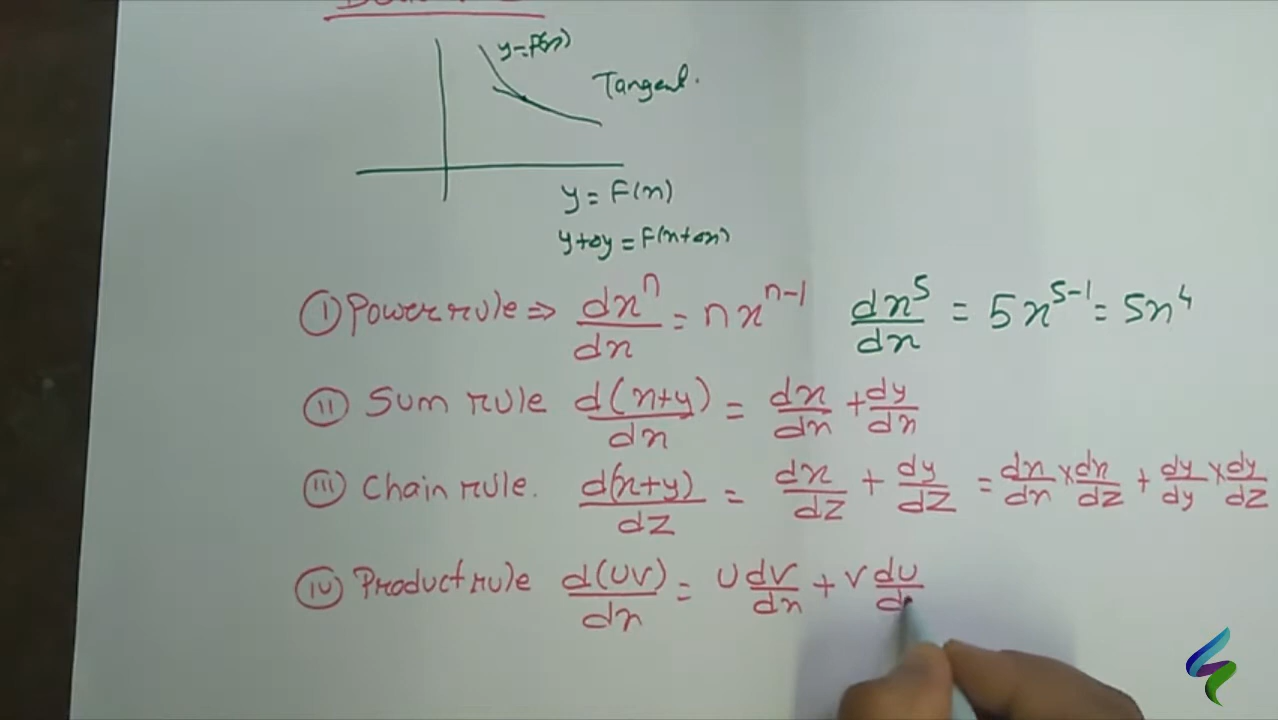 y=F(x)
Tangent.
y = F(x)
y+Δy = F(x+Δx)
(I) Power rule ⇒ dxⁿ/dx = nxⁿ⁻¹ dx⁵/dx = 5x⁵⁻¹ = 5x⁴
(II) Sum rule d(x+y)/dx = dx/dx + dy/dx
(III) Chain rule. d(x+y)/dz = dx/dz + dy/dz = dx/dx × dx/dz + dy/dy × dy/dz
(IV) Product rule d(UV)/dx = U dV/dx + V dU/d